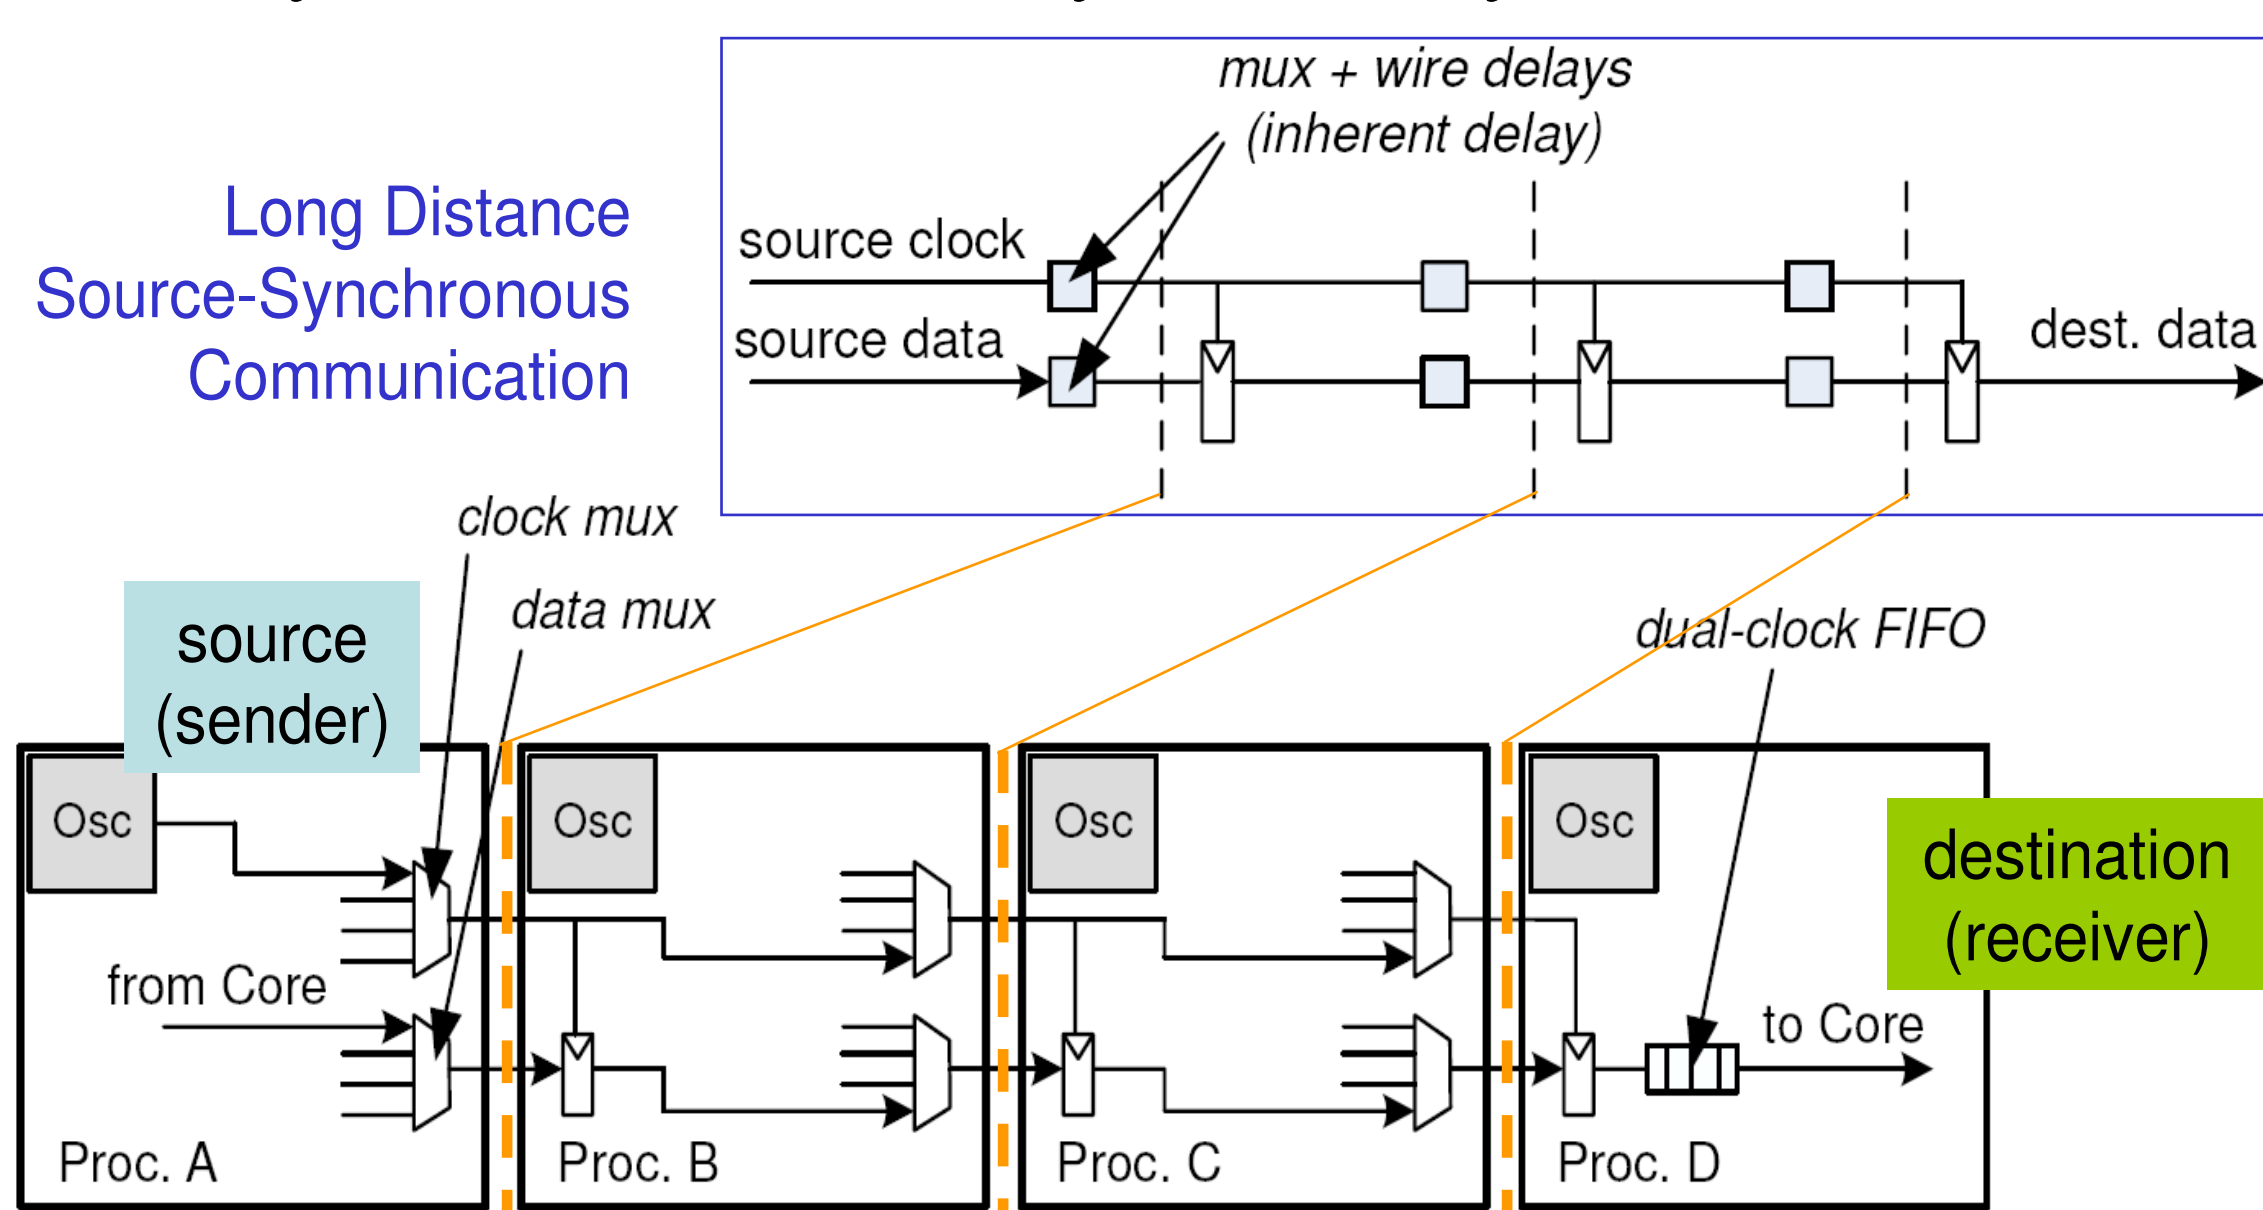 mux + wire delays
(inherent delay)
Long Distance
Source-Synchronous
Communication
source clock
source data
dest. data
clock mux
data mux
source
(sender)
dual-clock FIFO
Osc
Osc
Osc
Osc
destination
(receiver)
from Core
to Core
Proc. A
Proc. B
Proc. C
Proc. D